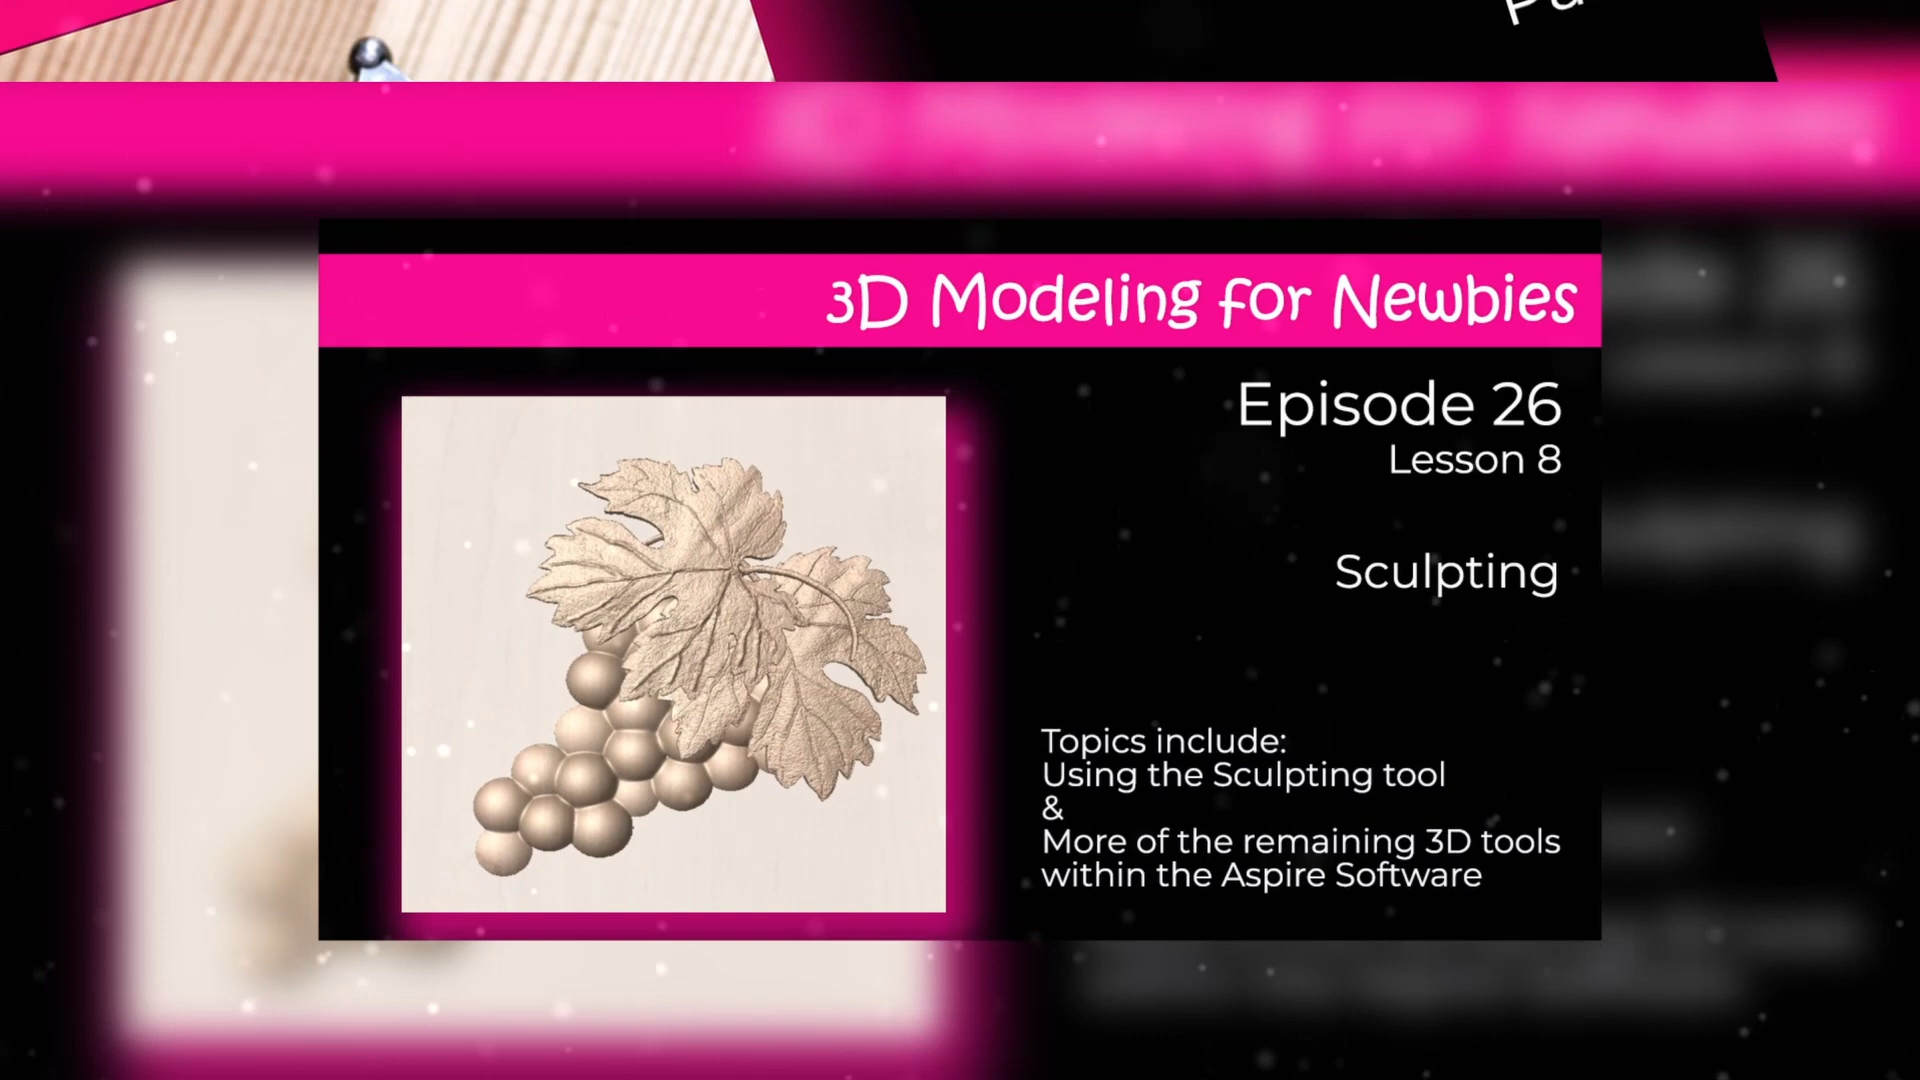 3D Modeling for Newbies
Episode 26
Lesson 8
Sculpting
Topics include:
Using the Sculpting tool
&
More of the remaining 3D tools
within the Aspire Software